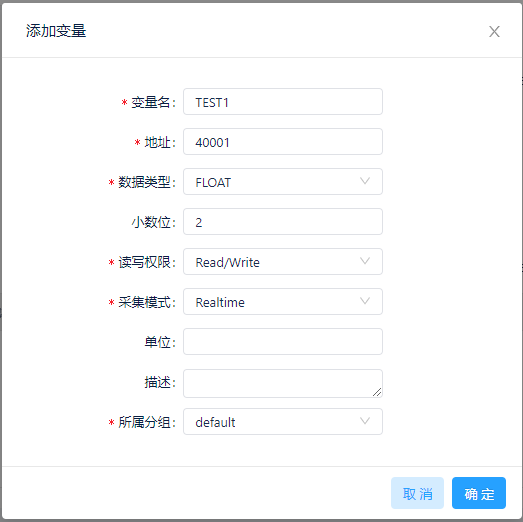 添加变量
* 变量名: TEST1
* 地址: 40001
* 数据类型: FLOAT
小数位: 2
* 读写权限: Read/Write
* 采集模式: Realtime
单位:
描述:
* 所属分组: default
取消 确定